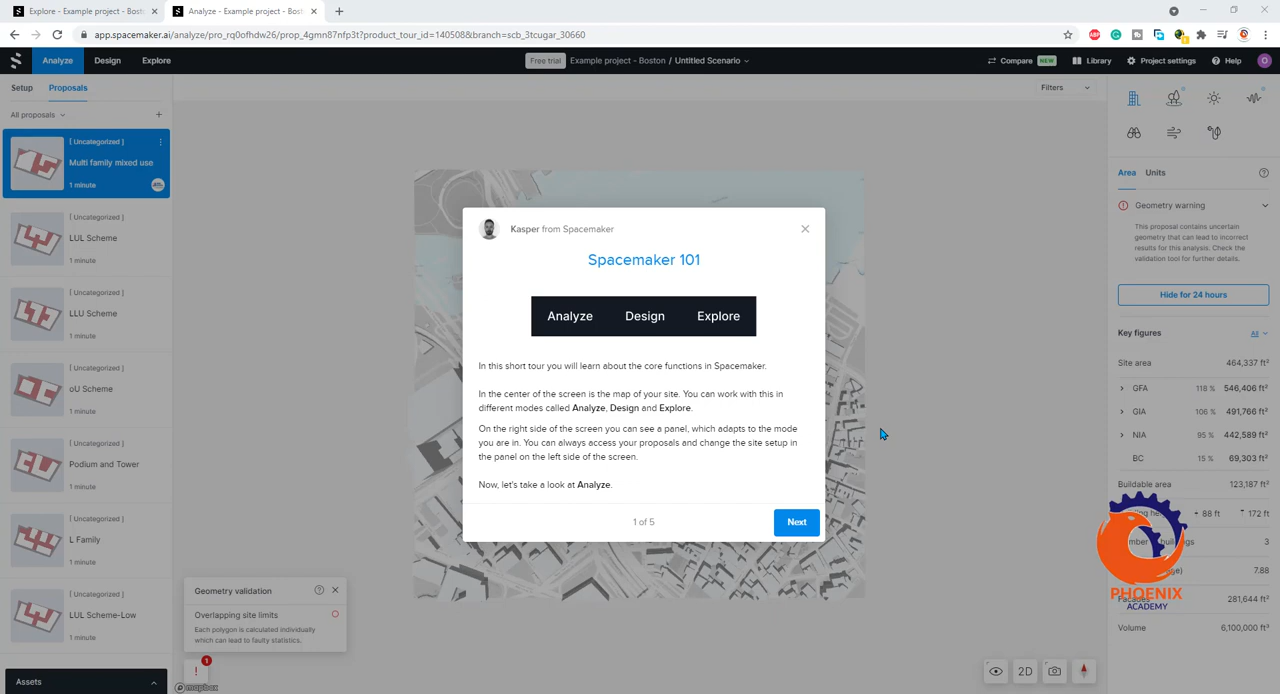 Explore - Example project - Bost
Analyze - Example project - Bost
app.spacemaker.ai/analyze/pro_rq0ofhdw26/prop_4gmn87nfp3t?product_tour_id=140508&branch=scb_3tcugar_30660
Analyze
Design
Explore
Free trial
Example project - Boston / Untitled Scenario
Compare
NEW
Library
Project settings
Help
O
Setup
Proposals
All proposals
[ Uncategorized ]
Multi family mixed use
1 minute
[ Uncategorized ]
LUL Scheme
1 minute
[ Uncategorized ]
LLU Scheme
1 minute
[ Uncategorized ]
oU Scheme
1 minute
[ Uncategorized ]
Podium and Tower
1 minute
[ Uncategorized ]
L Family
1 minute
[ Uncategorized ]
LUL Scheme-Low
1 minute
Assets
Filters
Kasper from Spacemaker
Spacemaker 101
Analyze Design Explore
In this short tour you will learn about the core functions in Spacemaker.
In the center of the screen is the map of your site. You can work with this in
different modes called Analyze, Design and Explore.
On the right side of the screen you can see a panel, which adapts to the mode
you are in. You can always access your proposals and change the site setup in
the panel on the left side of the screen.
Now, let's take a look at Analyze.
1 of 5
Next
Geometry validation
Overlapping site limits
Each polygon is calculated individually
which can lead to faulty statistics.
1
mapbox
2D
Area
Units
Geometry warning
This proposal contains uncertain
geometry that can lead to incorrect
results for this analysis. Check the
validation tool for further details.
Hide for 24 hours
Key figures
All
Site area 464,337 ft²
GFA 118 % 546,406 ft²
GIA 106 % 491,766 ft²
NIA 95 % 442,589 ft²
BC 15 % 69,303 ft²
Buildable area 123,187 ft²
88 ft 172 ft
3
7.88
281,644 ft²
Volume 6,100,000 ft³
PHOENIX
ACADEMY